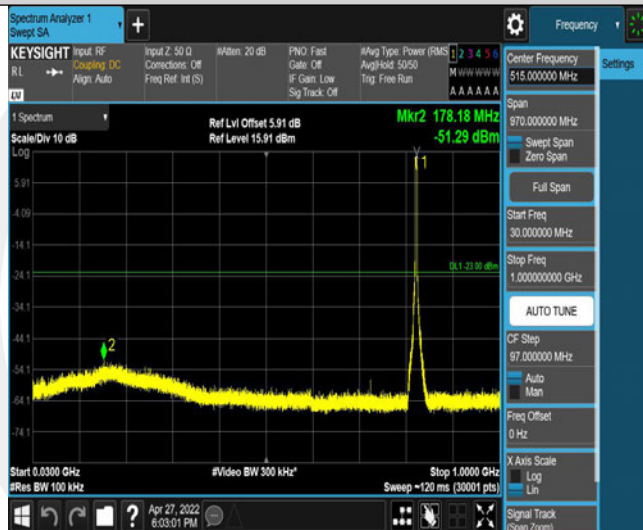 Spectrum Analyzer 1
Swept SA
Frequency
KEYSIGHT
RL
Input: RF
Coupling: DC
Align: Auto
Input Z: 50 Ω
Corrections: Off
Freq Ref: Int (S)
#Atten: 20 dB
PNO: Fast
Gate: Off
IF Gain: Low
Sig Track: Off
#Avg Type: Power (RMS
Avg|Hold: 50/50
Trig: Free Run
1 2 3 4 5 6
M W W W W W
A A A A A A
1 Spectrum
Scale/Div 10 dB
Log
Ref Lvl Offset 5.91 dB
Ref Level 15.91 dBm
Mkr2 178.18 MHz
-51.29 dBm
5.91
-4.09
-14.1
-24.1
-34.1
-44.1
-54.1
-64.1
-74.1
1
2
DL1 -23.00 dBm
Start 0.0300 GHz
#Res BW 100 kHz
#Video BW 300 kHz*
Stop 1.0000 GHz
Sweep ~120 ms (30001 pts)
Apr 27, 2022
6:03:01 PM
Center Frequency
515.000000 MHz
Settings
Span
970.000000 MHz
Swept Span
Zero Span
Full Span
Start Freq
30.000000 MHz
Stop Freq
1.000000000 GHz
AUTO TUNE
CF Step
97.000000 MHz
Auto
Man
Freq Offset
0 Hz
X Axis Scale
Log
Lin
Signal Track
(Span Zoom)